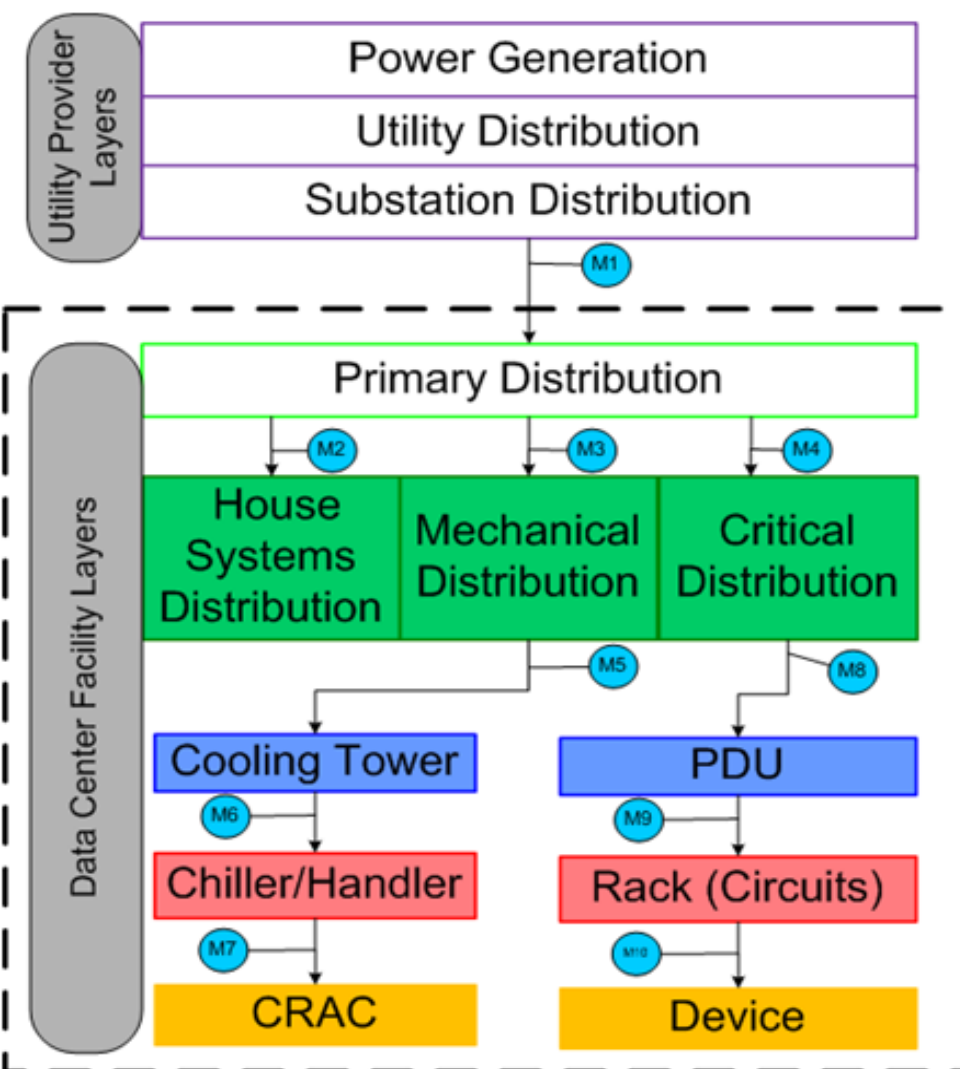 Utility Provider
Layers
Power Generation
Utility Distribution
Substation Distribution
M1
Data Center Facility Layers
Primary Distribution
M2
M3
M4
House
Systems
Distribution
Mechanical
Distribution
Critical
Distribution
M5
M8
Cooling Tower
PDU
M6
M9
Chiller/Handler
Rack (Circuits)
M7
M10
CRAC
Device